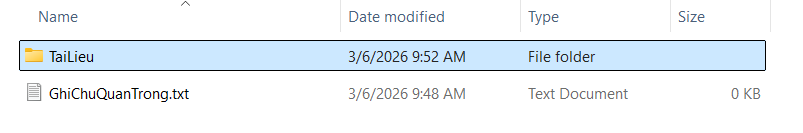 Name Date modified Type Size
TaiLieu 3/6/2026 9:52 AM File folder
GhiChuQuanTrong.txt 3/6/2026 9:48 AM Text Document 0 KB